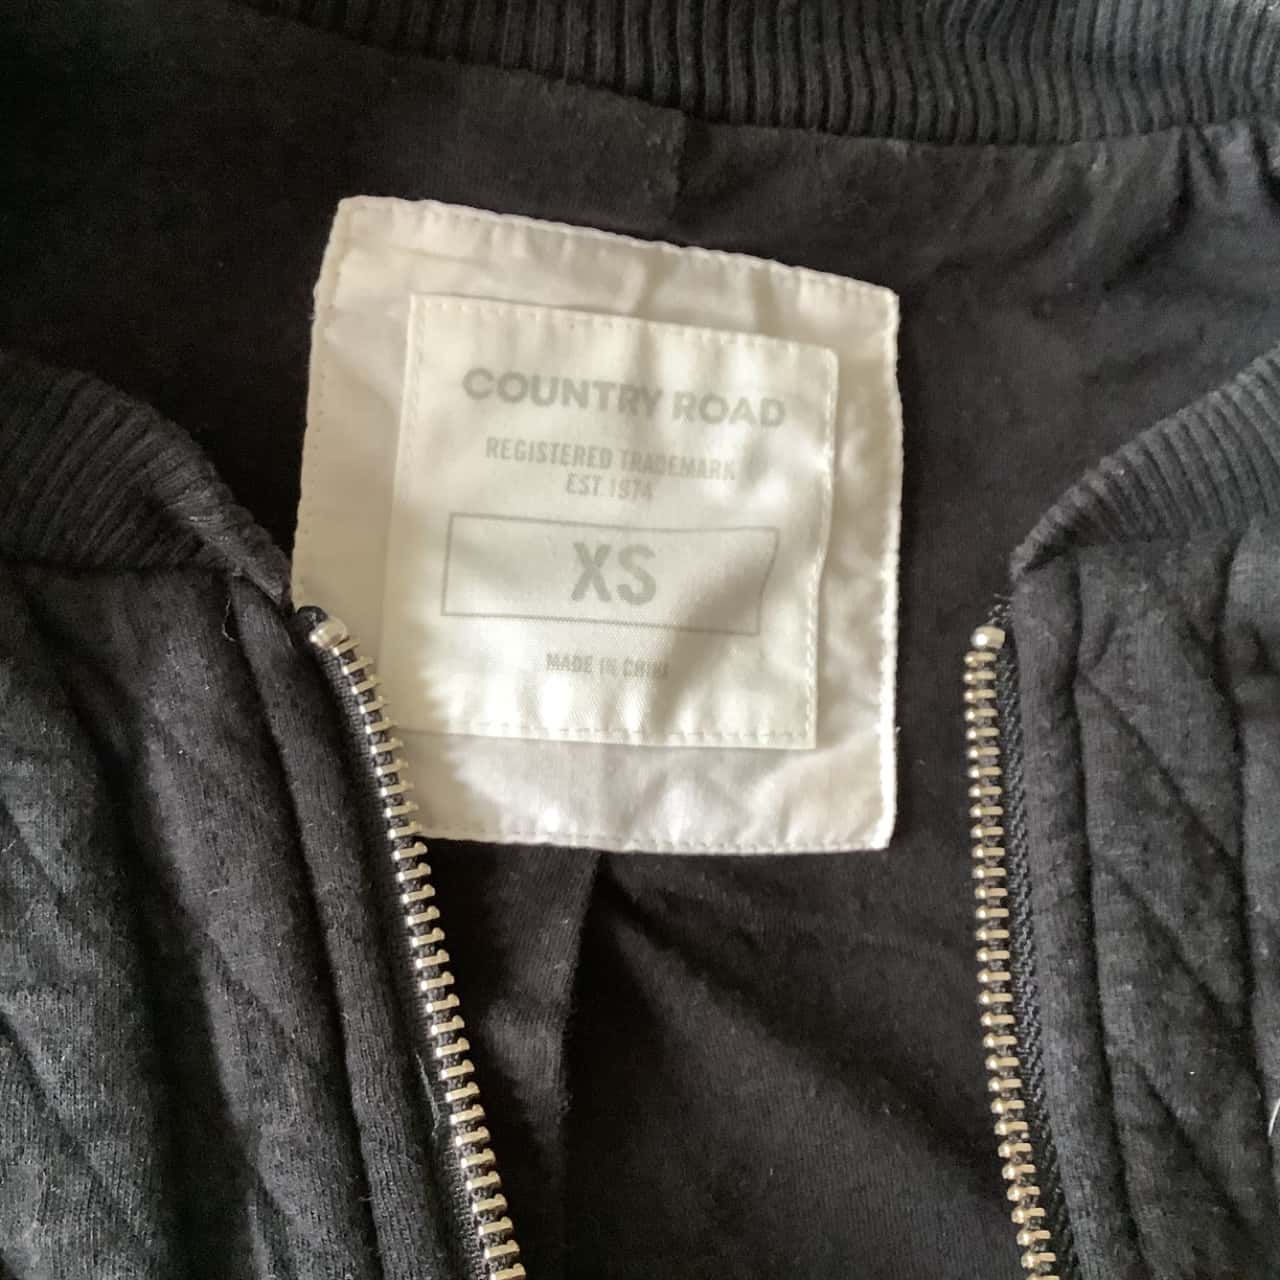 COUNTRY ROAD
REGISTERED TRADEMARK
EST.1974
XS
MADE IN CHINA